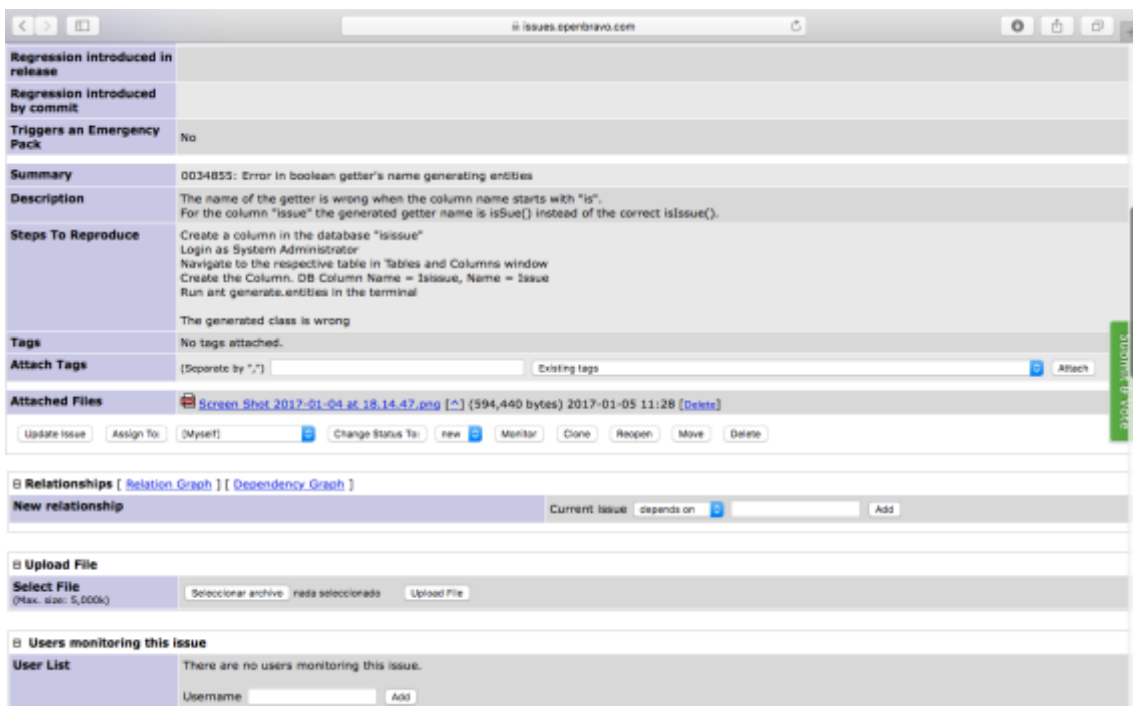 issues.openbravo.com
Regression introduced in release
Regression introduced by commit
Triggers an Emergency Pack No
Summary 0034855: Error in boolean getter's name generating entities
Description The name of the getter is wrong when the column name starts with "is".
For the column "issue" the generated getter name is isSue() instead of the correct isIssue().
Steps To Reproduce Create a column in the database "isissue"
Login as System Administrator
Navigate to the respective table in Tables and Columns window
Create the Column. DB Column Name = Isissue, Name = Issue
Run ant generate.entities in the terminal
The generated class is wrong
Tags No tags attached.
Attach Tags (Separate by ",") Existing tags Attach
Attached Files Screen Shot 2017-01-04 at 18.14.47.png [^] (594,440 bytes) 2017-01-05 11:28 [Delete]
Update Issue Assign To: [Myself] Change Status To: new Monitor Clone Reopen Move Delete
Relationships [ Relation Graph ] [ Dependency Graph ]
New relationship Current issue depends on Add
Upload File
Select File
(Max. size: 5,000k) Seleccionar archivo nada seleccionado Upload File
Users monitoring this issue
User List There are no users monitoring this issue.
Username Add